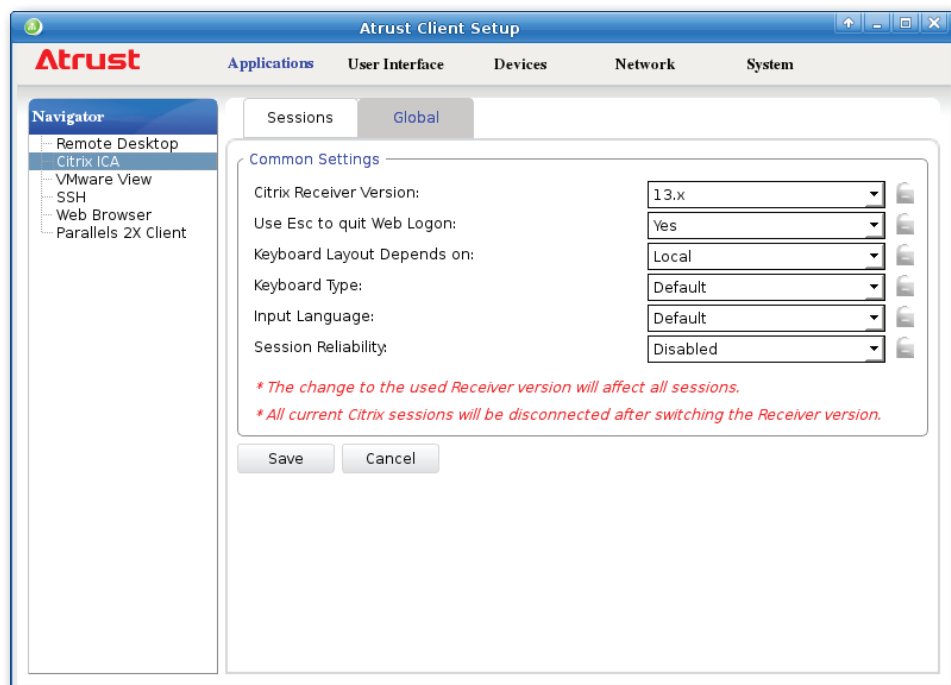 Atrust Client Setup
Atrust
Applications User Interface Devices Network System
Navigator
Remote Desktop
Citrix ICA
VMware View
SSH
Web Browser
Parallels 2X Client
Sessions Global
Common Settings
Citrix Receiver Version: 13.x
Use Esc to quit Web Logon: Yes
Keyboard Layout Depends on: Local
Keyboard Type: Default
Input Language: Default
Session Reliability: Disabled
* The change to the used Receiver version will affect all sessions.
* All current Citrix sessions will be disconnected after switching the Receiver version.
Save Cancel